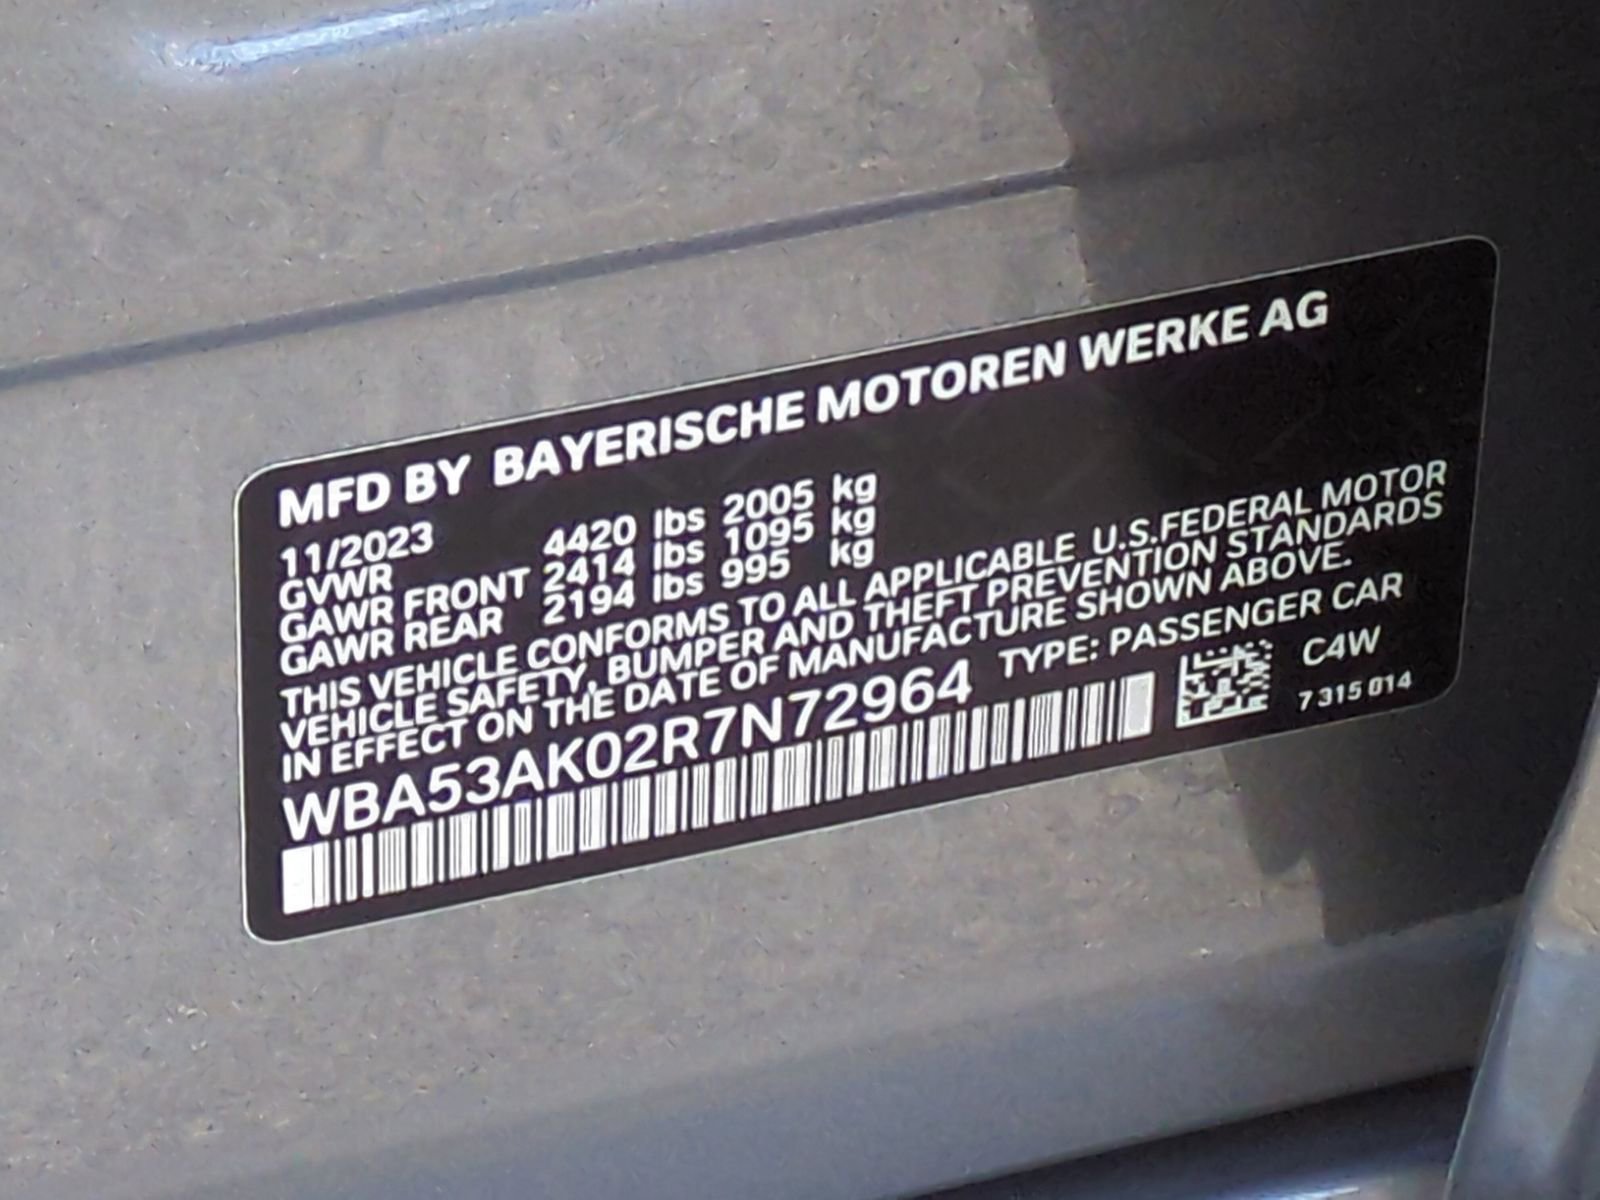 MFD BY BAYERISCHE MOTOREN WERKE AG
11/2023
GVWR 4420 lbs 2005 kg
GAWR FRONT 2414 lbs 1095 kg
GAWR REAR 2194 lbs 995 kg
THIS VEHICLE CONFORMS TO ALL APPLICABLE U.S.FEDERAL MOTOR
VEHICLE SAFETY, BUMPER AND THEFT PREVENTION STANDARDS
IN EFFECT ON THE DATE OF MANUFACTURE SHOWN ABOVE.
WBA53AK02R7N72964 TYPE: PASSENGER CAR
C4W
7 315 014